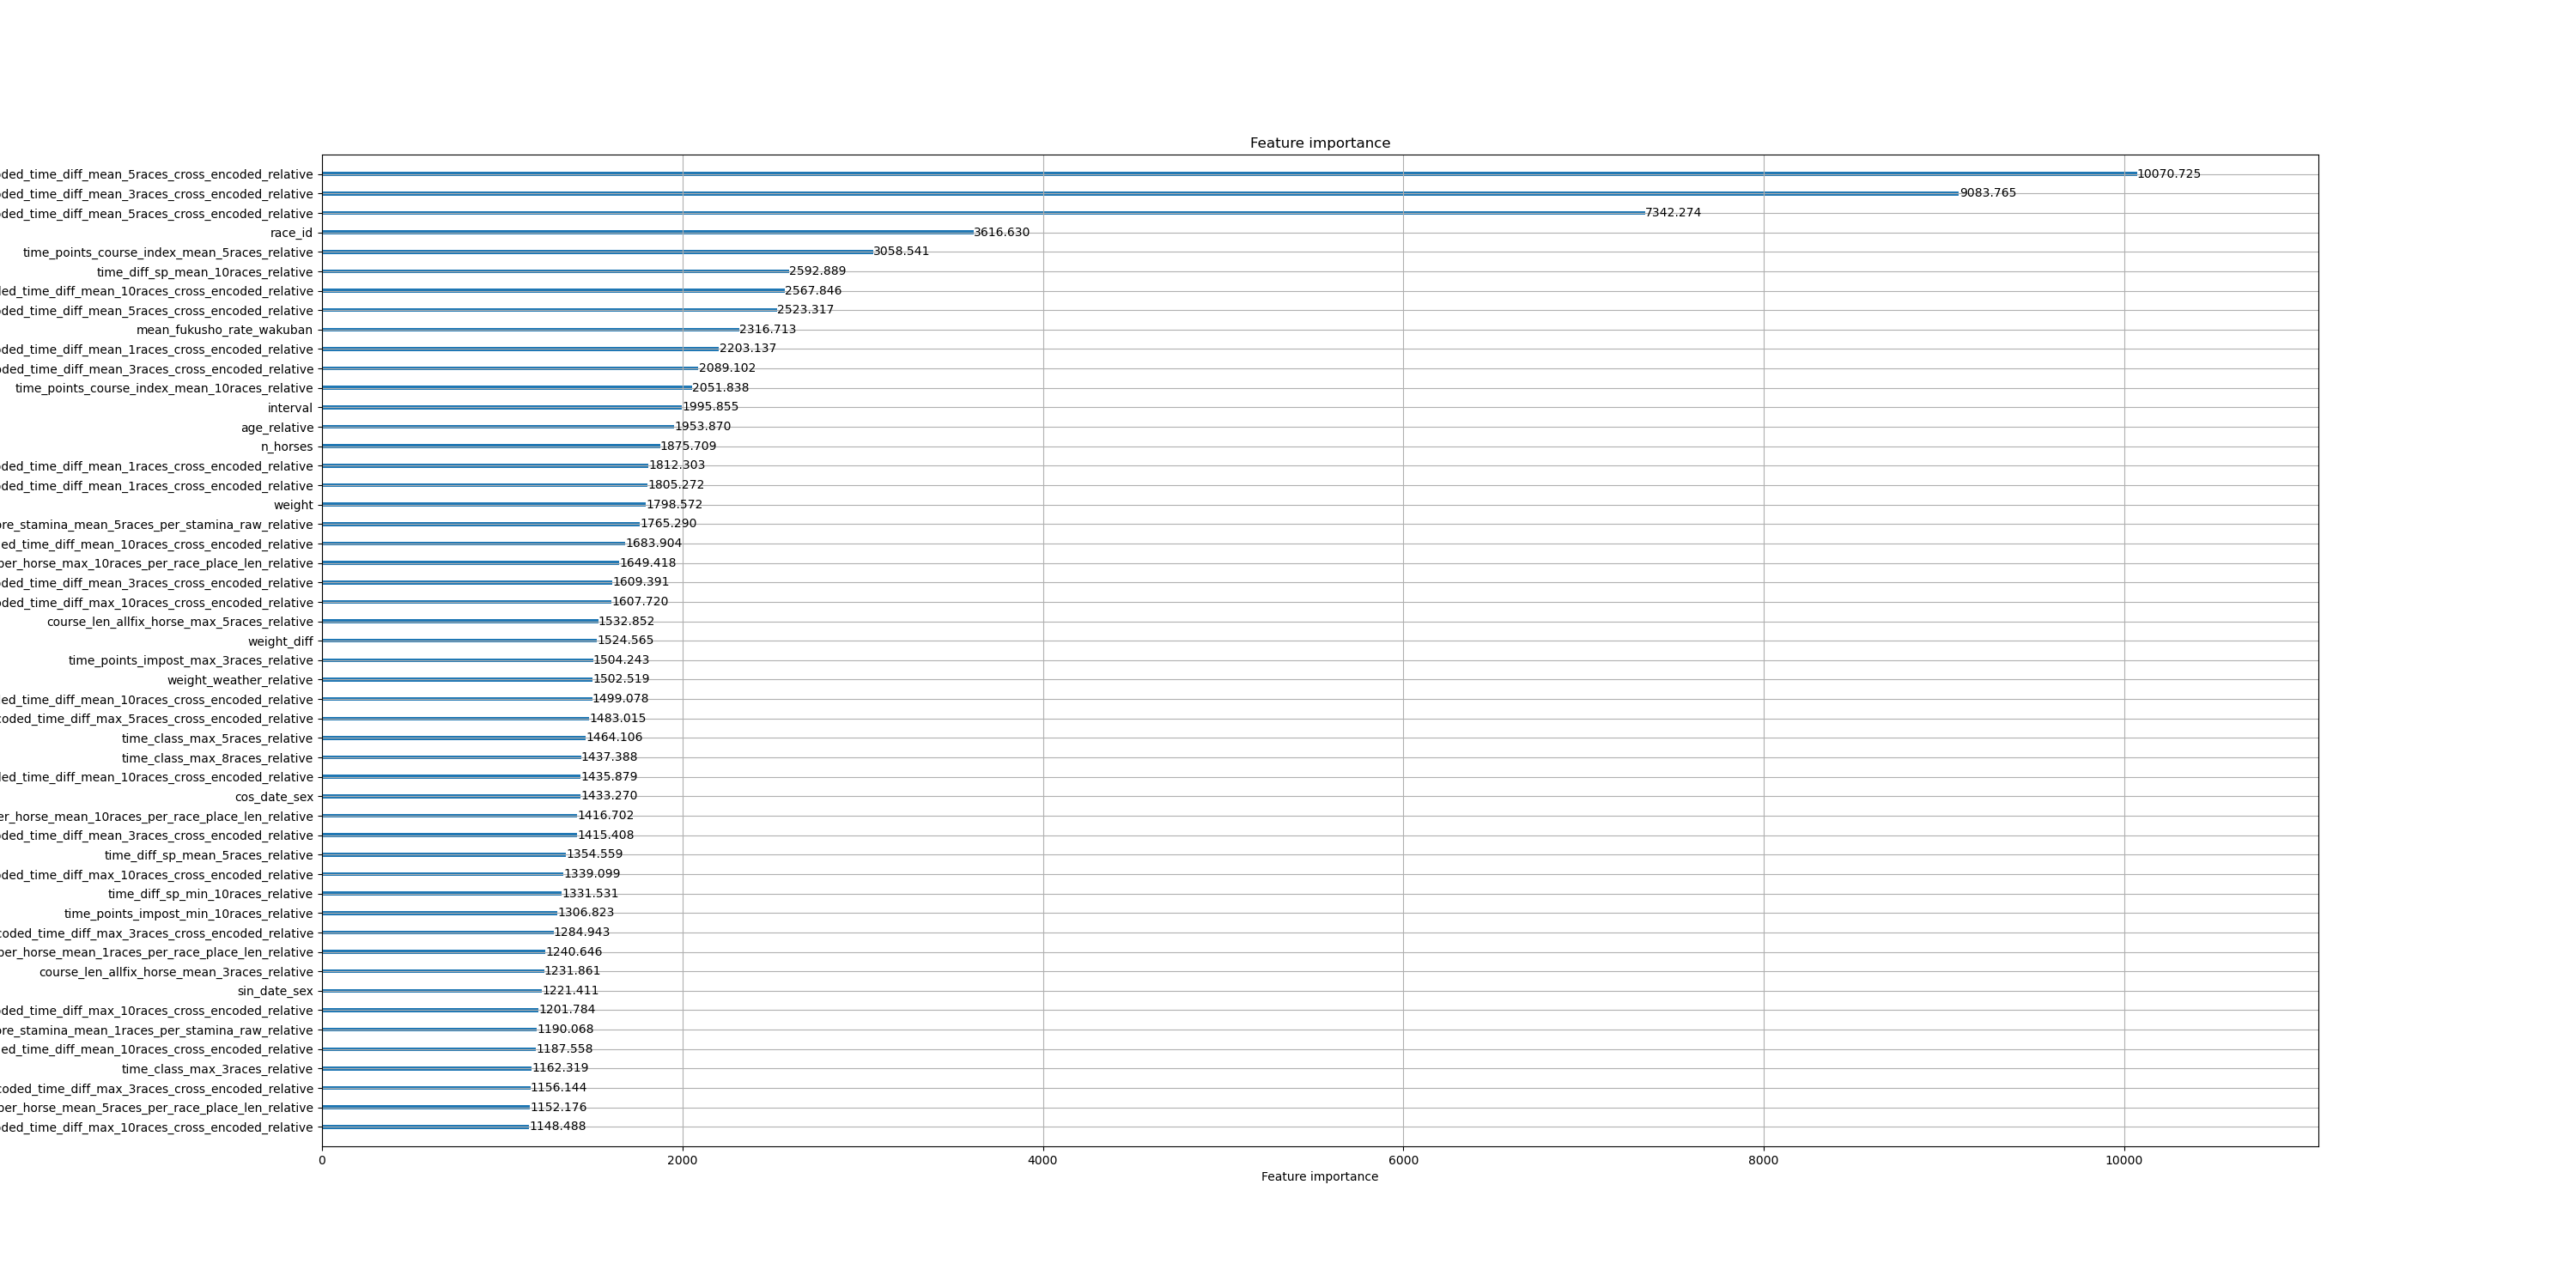 Feature importance
ded_time_diff_mean_5races_cross_encoded_relative 10070.725
ded_time_diff_mean_3races_cross_encoded_relative 9083.765
ded_time_diff_mean_5races_cross_encoded_relative 7342.274
race_id 3616.630
time_points_course_index_mean_5races_relative 3058.541
time_diff_sp_mean_10races_relative 2592.889
ed_time_diff_mean_10races_cross_encoded_relative 2567.846
ded_time_diff_mean_5races_cross_encoded_relative 2523.317
mean_fukusho_rate_wakuban 2316.713
ded_time_diff_mean_1races_cross_encoded_relative 2203.137
ded_time_diff_mean_3races_cross_encoded_relative 2089.102
time_points_course_index_mean_10races_relative 2051.838
interval 1995.855
age_relative 1953.870
n_horses 1875.709
ded_time_diff_mean_1races_cross_encoded_relative 1812.303
ded_time_diff_mean_1races_cross_encoded_relative 1805.272
weight 1798.572
re_stamina_mean_5races_per_stamina_raw_relative 1765.290
ed_time_diff_mean_10races_cross_encoded_relative 1683.904
per_horse_max_10races_per_race_place_len_relative 1649.418
ded_time_diff_mean_3races_cross_encoded_relative 1609.391
ded_time_diff_max_10races_cross_encoded_relative 1607.720
course_len_allfix_horse_max_5races_relative 1532.852
weight_diff 1524.565
time_points_impost_max_3races_relative 1504.243
weight_weather_relative 1502.519
ed_time_diff_mean_10races_cross_encoded_relative 1499.078
coded_time_diff_max_5races_cross_encoded_relative 1483.015
time_class_max_5races_relative 1464.106
time_class_max_8races_relative 1437.388
ed_time_diff_mean_10races_cross_encoded_relative 1435.879
cos_date_sex 1433.270
er_horse_mean_10races_per_race_place_len_relative 1416.702
ded_time_diff_mean_3races_cross_encoded_relative 1415.408
time_diff_sp_mean_5races_relative 1354.559
ded_time_diff_max_10races_cross_encoded_relative 1339.099
time_diff_sp_min_10races_relative 1331.531
time_points_impost_min_10races_relative 1306.823
coded_time_diff_max_3races_cross_encoded_relative 1284.943
per_horse_mean_1races_per_race_place_len_relative 1240.646
course_len_allfix_horse_mean_3races_relative 1231.861
sin_date_sex 1221.411
ded_time_diff_max_10races_cross_encoded_relative 1201.784
re_stamina_mean_1races_per_stamina_raw_relative 1190.068
ed_time_diff_mean_10races_cross_encoded_relative 1187.558
time_class_max_3races_relative 1162.319
coded_time_diff_max_3races_cross_encoded_relative 1156.144
per_horse_mean_5races_per_race_place_len_relative 1152.176
ded_time_diff_max_10races_cross_encoded_relative 1148.488
0 2000 4000 6000 8000 10000
Feature importance